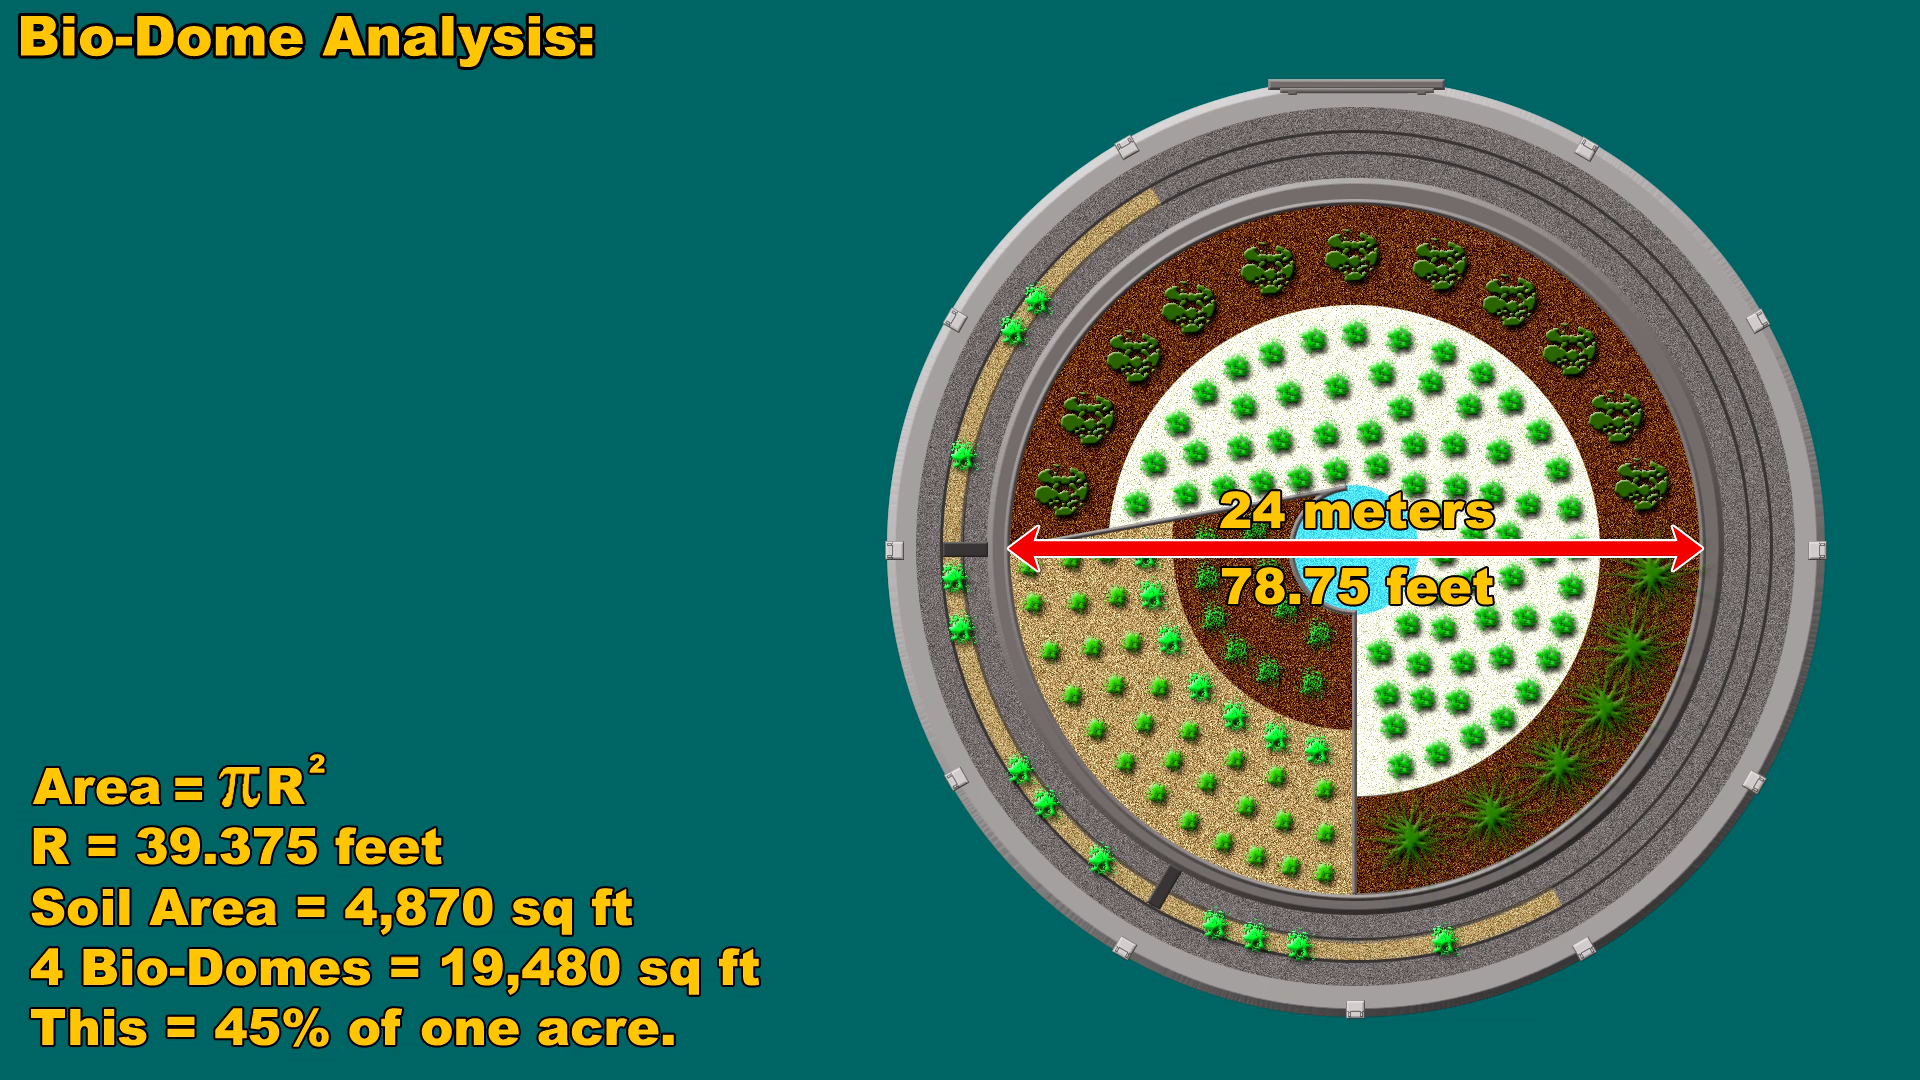 Bio-Dome Analysis:
24 meters
78.75 feet
Area = πR²
R = 39.375 feet
Soil Area = 4,870 sq ft
4 Bio-Domes = 19,480 sq ft
This = 45% of one acre.